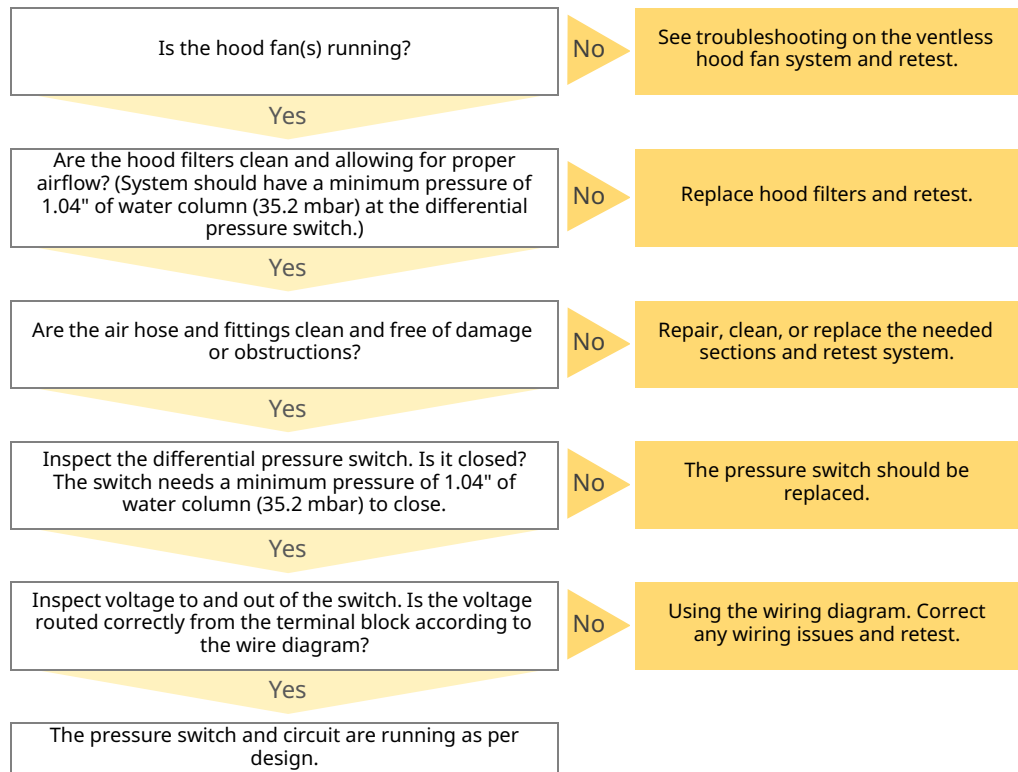 Is the hood fan(s) running?
No
See troubleshooting on the ventless
hood fan system and retest.
Yes
Are the hood filters clean and allowing for proper
airflow? (System should have a minimum pressure of
1.04" of water column (35.2 mbar) at the differential
pressure switch.)
No
Replace hood filters and retest.
Yes
Are the air hose and fittings clean and free of damage
or obstructions?
No
Repair, clean, or replace the needed
sections and retest system.
Yes
Inspect the differential pressure switch. Is it closed?
The switch needs a minimum pressure of 1.04" of
water column (35.2 mbar) to close.
No
The pressure switch should be
replaced.
Yes
Inspect voltage to and out of the switch. Is the voltage
routed correctly from the terminal block according to
the wire diagram?
No
Using the wiring diagram. Correct
any wiring issues and retest.
Yes
The pressure switch and circuit are running as per
design.